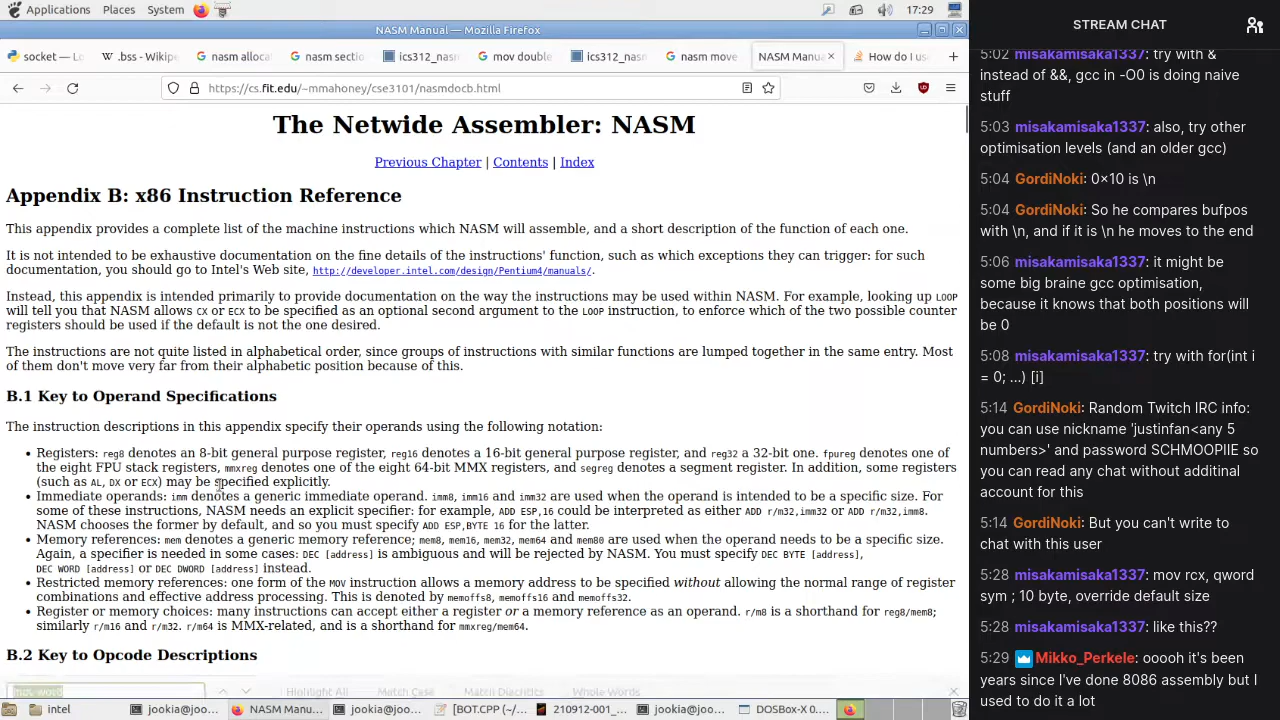 Applications Places System 17:29
NASM Manual — Mozilla Firefox
socket — Lo .bss - Wikipe nasm alloca nasm sectio ics312_nasm mov double ics312_nas nasm move NASM Manua× How do I us
https://cs.fit.edu/~mmahoney/cse3101/nasmdocb.html
The Netwide Assembler: NASM
Previous Chapter | Contents | Index
Appendix B: x86 Instruction Reference
This appendix provides a complete list of the machine instructions which NASM will assemble, and a short description of the function of each one.
It is not intended to be exhaustive documentation on the fine details of the instructions' function, such as which exceptions they can trigger: for such
documentation, you should go to Intel's Web site, http://developer.intel.com/design/Pentium4/manuals/.
Instead, this appendix is intended primarily to provide documentation on the way the instructions may be used within NASM. For example, looking up LOOP
will tell you that NASM allows CX or ECX to be specified as an optional second argument to the LOOP instruction, to enforce which of the two possible counter
registers should be used if the default is not the one desired.
The instructions are not quite listed in alphabetical order, since groups of instructions with similar functions are lumped together in the same entry. Most
of them don't move very far from their alphabetic position because of this.
B.1 Key to Operand Specifications
The instruction descriptions in this appendix specify their operands using the following notation:
• Registers: reg8 denotes an 8-bit general purpose register, reg16 denotes a 16-bit general purpose register, and reg32 a 32-bit one. fpureg denotes one of
the eight FPU stack registers, mmxreg denotes one of the eight 64-bit MMX registers, and segreg denotes a segment register. In addition, some registers
(such as AL, DX or ECX) may be specified explicitly.
• Immediate operands: imm denotes a generic immediate operand. imm8, imm16 and imm32 are used when the operand is intended to be a specific size. For
some of these instructions, NASM needs an explicit specifier: for example, ADD ESP,16 could be interpreted as either ADD r/m32,imm32 or ADD r/m32,imm8.
NASM chooses the former by default, and so you must specify ADD ESP,BYTE 16 for the latter.
• Memory references: mem denotes a generic memory reference; mem8, mem16, mem32, mem64 and mem80 are used when the operand needs to be a specific size.
Again, a specifier is needed in some cases: DEC [address] is ambiguous and will be rejected by NASM. You must specify DEC BYTE [address],
DEC WORD [address] or DEC DWORD [address] instead.
• Restricted memory references: one form of the MOV instruction allows a memory address to be specified without allowing the normal range of register
combinations and effective address processing. This is denoted by memoffs8, memoffs16 and memoffs32.
• Register or memory choices: many instructions can accept either a register or a memory reference as an operand. r/m8 is a shorthand for reg8/mem8;
similarly r/m16 and r/m32. r/m64 is MMX-related, and is a shorthand for mmxreg/mem64.
B.2 Key to Opcode Descriptions
mov word Highlight All Match Case Match Diacritics Whole Words
intel jookia@joo... NASM Manu... jookia@joo... [BOT.CPP (~/... 210912-001_... jookia@joo... DOSBox-X 0....
STREAM CHAT
5:02 misakamisaka1337: try with &
instead of &&, gcc in -O0 is doing naive
stuff
5:03 misakamisaka1337: also, try other
optimisation levels (and an older gcc)
5:04 GordiNoki: 0x10 is \n
5:04 GordiNoki: So he compares bufpos
with \n, and if it is \n he moves to the end
5:06 misakamisaka1337: it might be
some big braine gcc optimisation,
because it knows that both positions will
be 0
5:08 misakamisaka1337: try with for(int i
= 0; ...) [i]
5:14 GordiNoki: Random Twitch IRC info:
you can use nickname 'justinfan<any 5
numbers>' and password SCHMOOPIIE so
you can read any chat without additinal
account for this
5:14 GordiNoki: But you can't write to
chat with this user
5:28 misakamisaka1337: mov rcx, qword
sym ; 10 byte, override default size
5:28 misakamisaka1337: like this??
5:29 Mikko_Perkele: ooooh it's been
years since I've done 8086 assembly but I
used to do it a lot